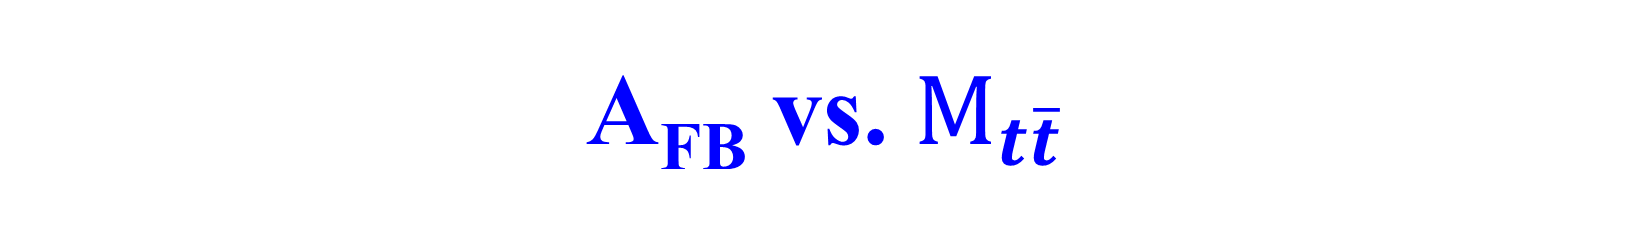 A_FB vs. M_tt̄